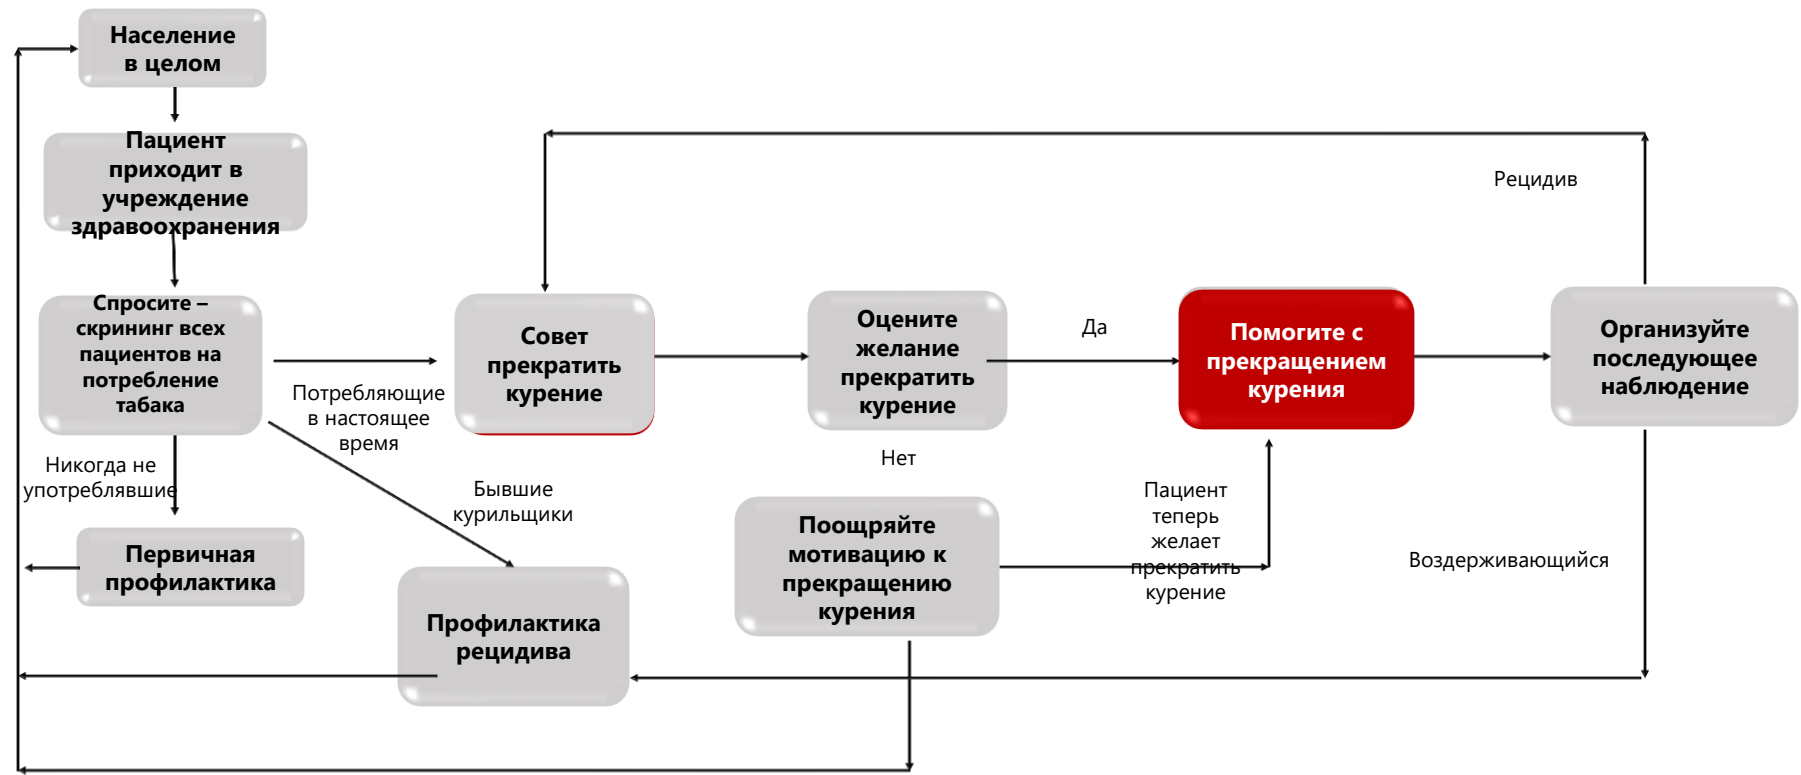 Население
в целом
Пациент
приходит в
учреждение
здравоохранения
Рецидив
Спросите –
скрининг всех
пациентов на
потребление
табака
Потребляющие
в настоящее
время
Совет
прекратить
курение
Оцените
желание
прекратить
курение
Да
Помогите с
прекращением
курения
Организуйте
последующее
наблюдение
Никогда не
употреблявшие
Бывшие
курильщики
Нет
Первичная
профилактика
Профилактика
рецидива
Поощряйте
мотивацию к
прекращению
курения
Пациент
теперь
желает
прекратить
курение
Воздерживающийся